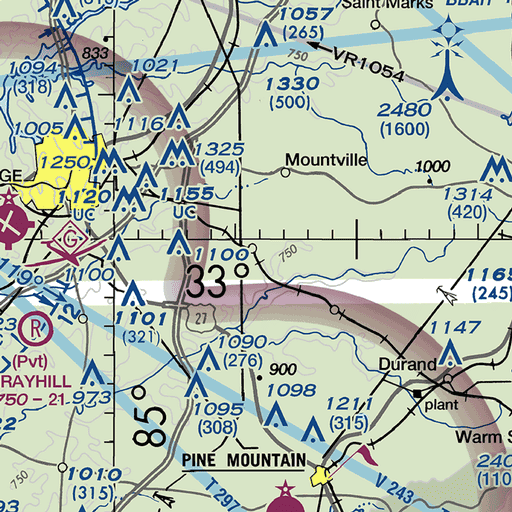 1057
(265)
Saint Marks
833
750
VR1054
1094
(318)
1021
1330
(500)
2480
(1600)
1005
1116
1325
(494)
1250
Mountville
1000
1314
(420)
1120
UC
1155
UC
GE
1100
750
1100
33°
1165
(245)
119°
1101
(321)
27
1147
R
(Pvt)
RAYHILL
750 - 21
1090
(276)
900
Durand
973
1098
plant
85°
1095
(308)
1211
(315)
Warm S
PINE MOUNTAIN
240
(110
750
1010
(315)
T 297
V 243